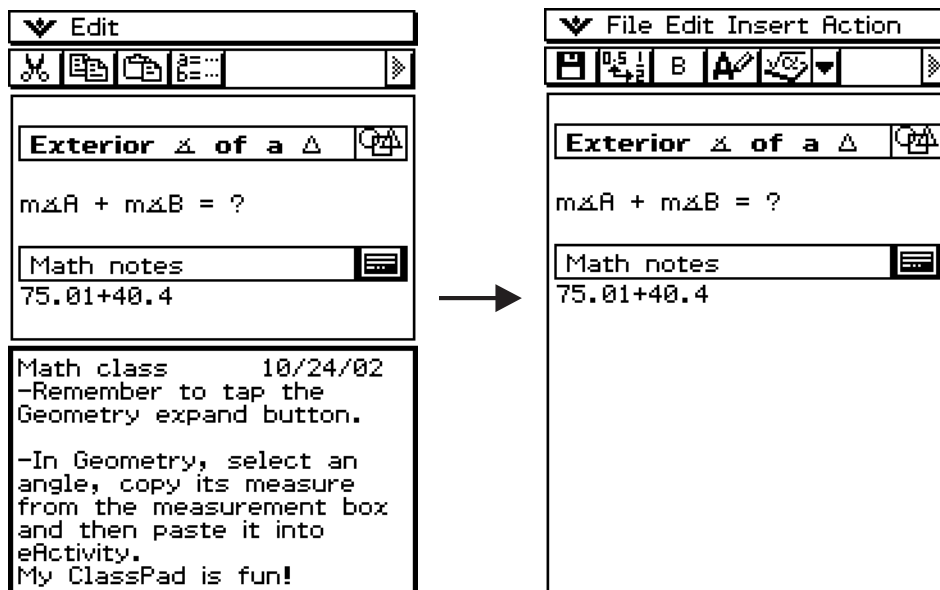 Edit
Exterior ∡ of a △
m∡A + m∡B = ?
Math notes
75.01+40.4
Math class 10/24/02
-Remember to tap the
Geometry expand button.
-In Geometry, select an
angle, copy its measure
from the measurement box
and then paste it into
eActivity.
My ClassPad is fun!
File Edit Insert Action
B
Exterior ∡ of a △
m∡A + m∡B = ?
Math notes
75.01+40.4